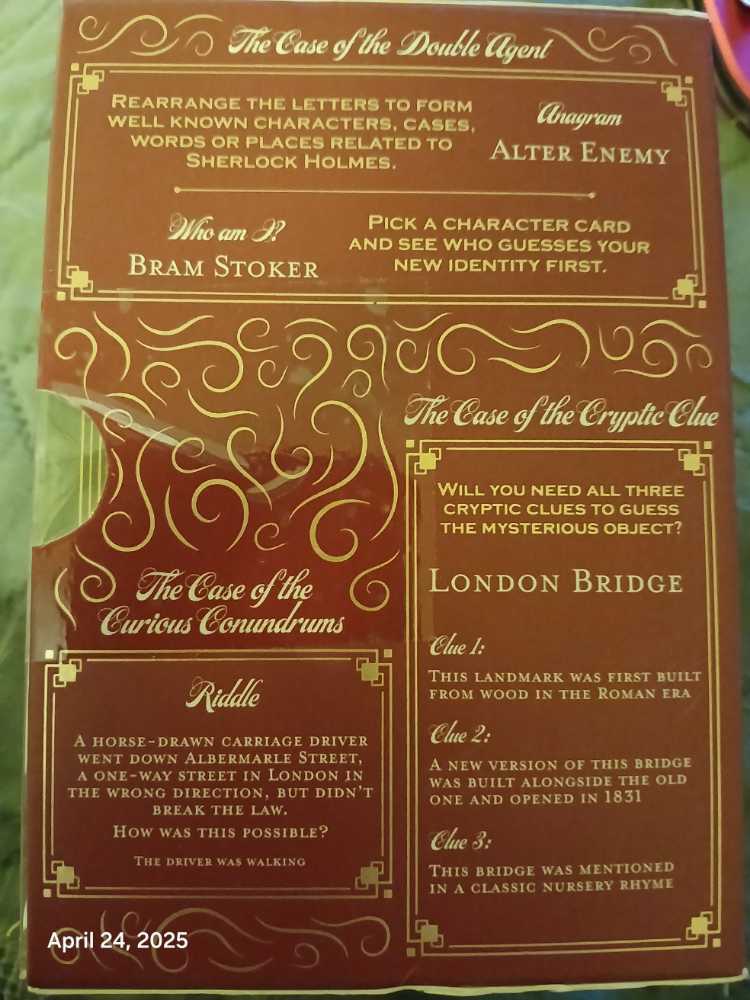 The Case of the Double Agent
Rearrange the letters to form
well known characters, cases,
words or places related to
Sherlock Holmes.
Anagram
Alter Enemy
Who am I?
Bram Stoker
Pick a character card
and see who guesses your
new identity first.
The Case of the Cryptic Clue
Will you need all three
cryptic clues to guess
the mysterious object?
London Bridge
Clue 1:
This landmark was first built
from wood in the Roman era
Clue 2:
A new version of this bridge
was built alongside the old
one and opened in 1831
Clue 3:
This bridge was mentioned
in a classic nursery rhyme
The Case of the
Curious Conundrums
Riddle
A horse-drawn carriage driver
went down Albermarle Street,
a one-way street in London in
the wrong direction, but didn't
break the law.
How was this possible?
The driver was walking
April 24, 2025